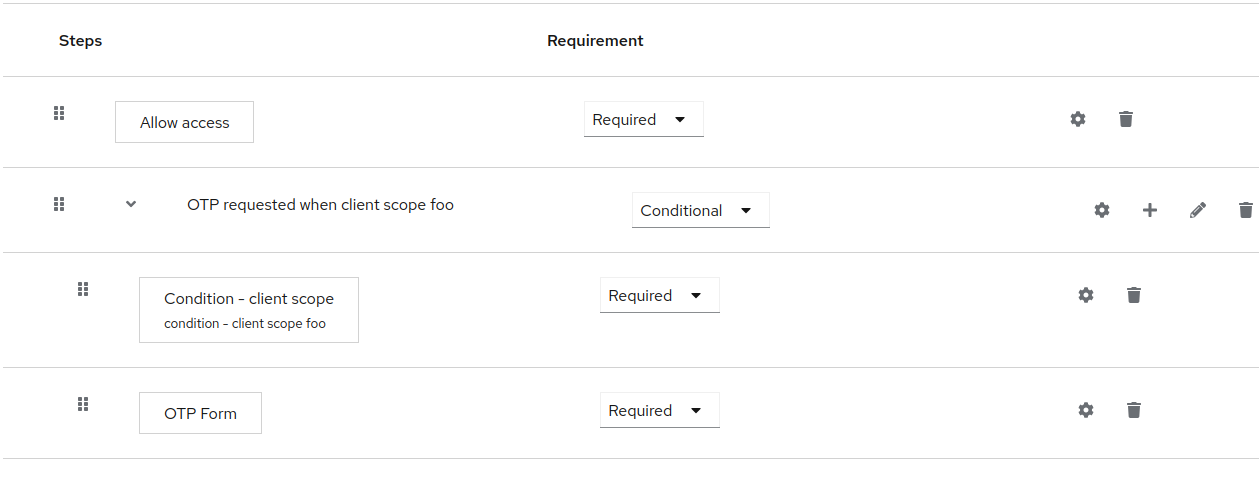 Steps Requirement
Allow access Required
OTP requested when client scope foo Conditional
Condition - client scope Required
condition - client scope foo
OTP Form Required